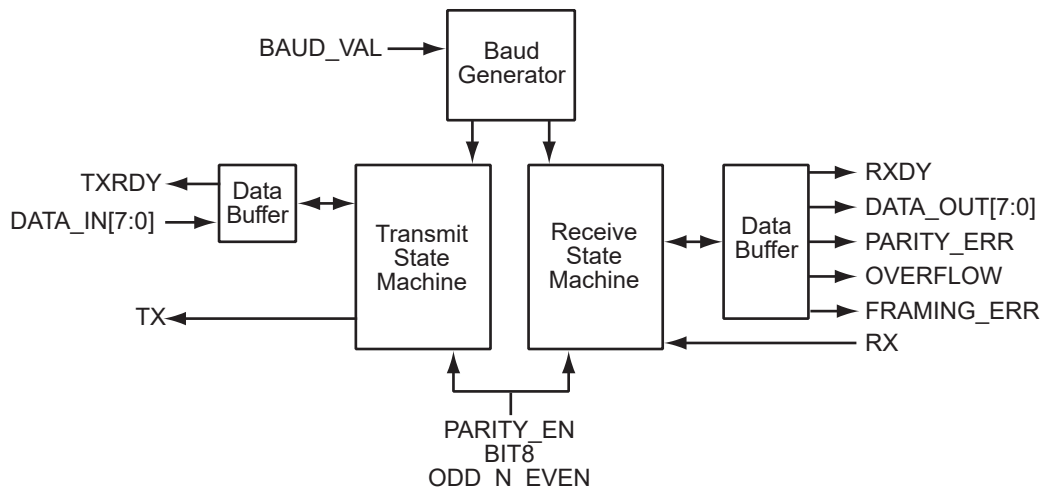 BAUD_VAL
Baud
Generator
TXRDY
DATA_IN[7:0]
Data
Buffer
Transmit
State
Machine
TX
Receive
State
Machine
Data
Buffer
RXDY
DATA_OUT[7:0]
PARITY_ERR
OVERFLOW
FRAMING_ERR
RX
PARITY_EN
BIT8
ODD_N_EVEN